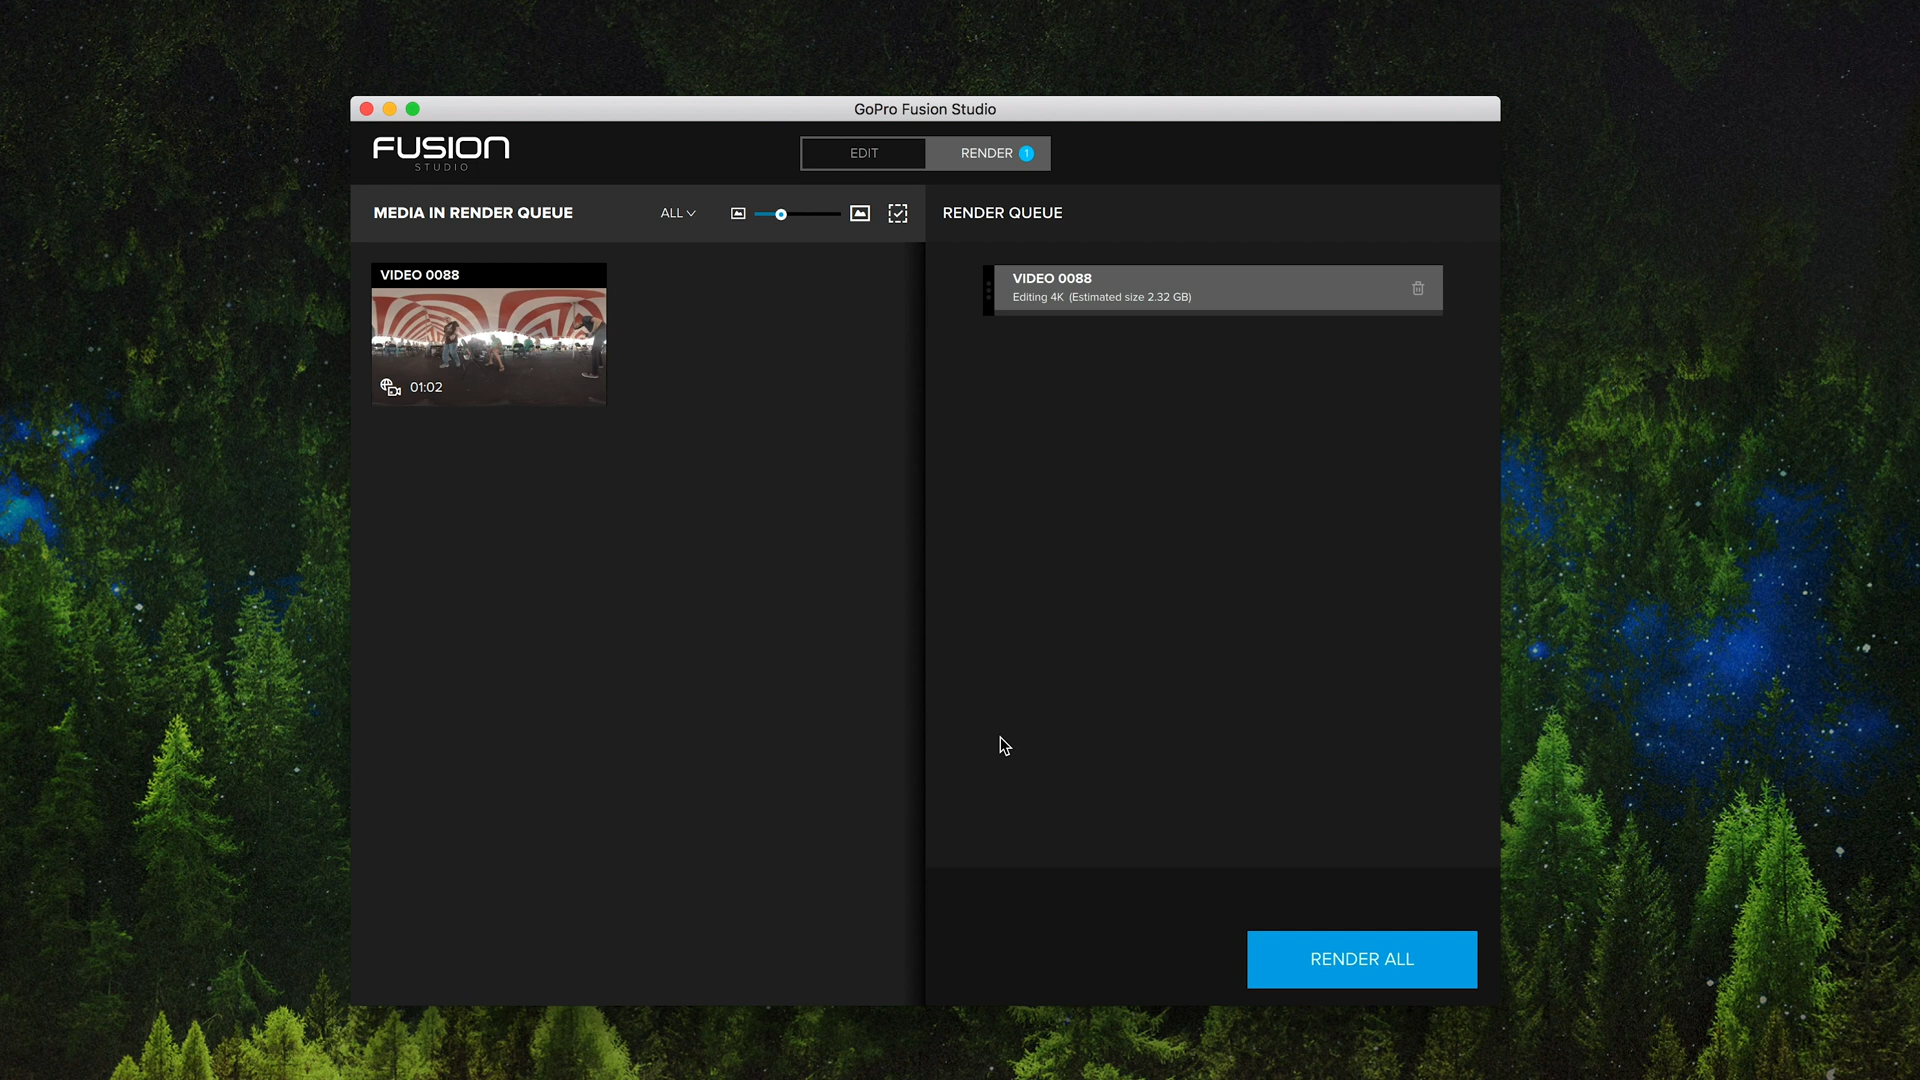 GoPro Fusion Studio
FUSION
STUDIO
EDIT
RENDER 1
MEDIA IN RENDER QUEUE
ALL
RENDER QUEUE
VIDEO 0088
01:02
VIDEO 0088
Editing 4K (Estimated size 2.32 GB)
RENDER ALL